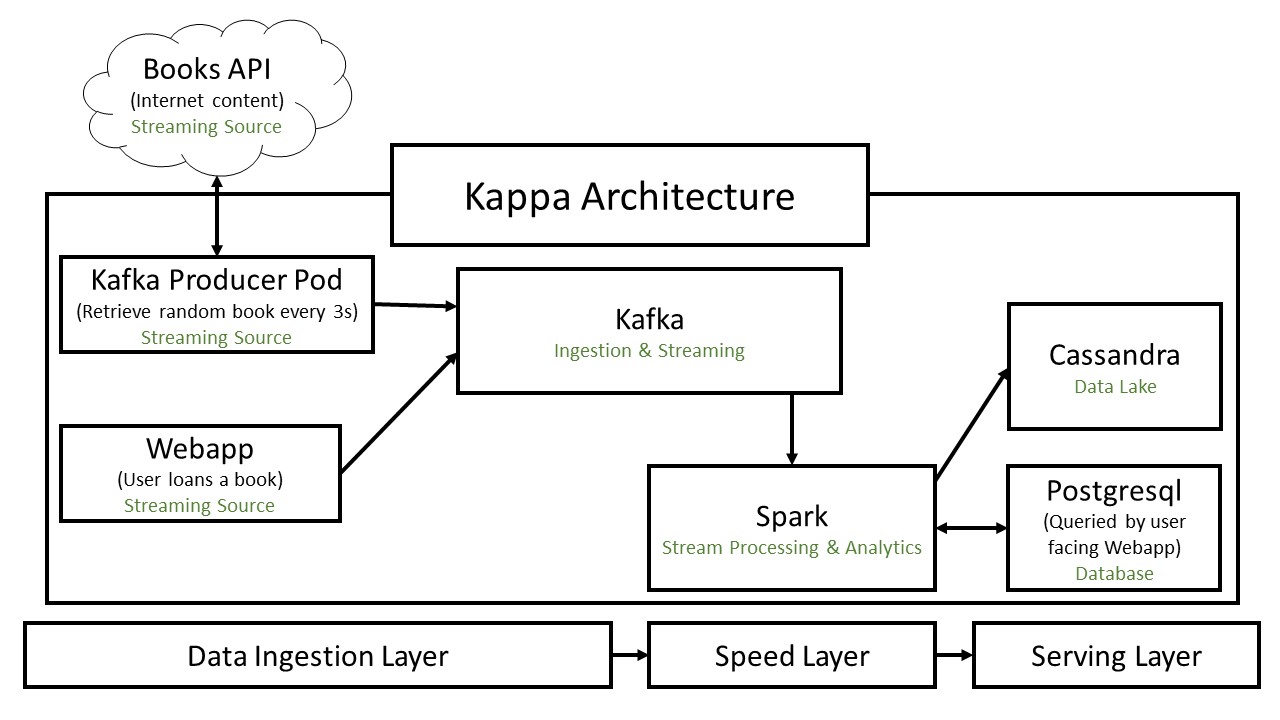 Books API
(Internet content)
Streaming Source
Kappa Architecture
Kafka Producer Pod
(Retrieve random book every 3s)
Streaming Source
Kafka
Ingestion & Streaming
Cassandra
Data Lake
Webapp
(User loans a book)
Streaming Source
Spark
Stream Processing & Analytics
Postgresql
(Queried by user
facing Webapp)
Database
Data Ingestion Layer
Speed Layer
Serving Layer